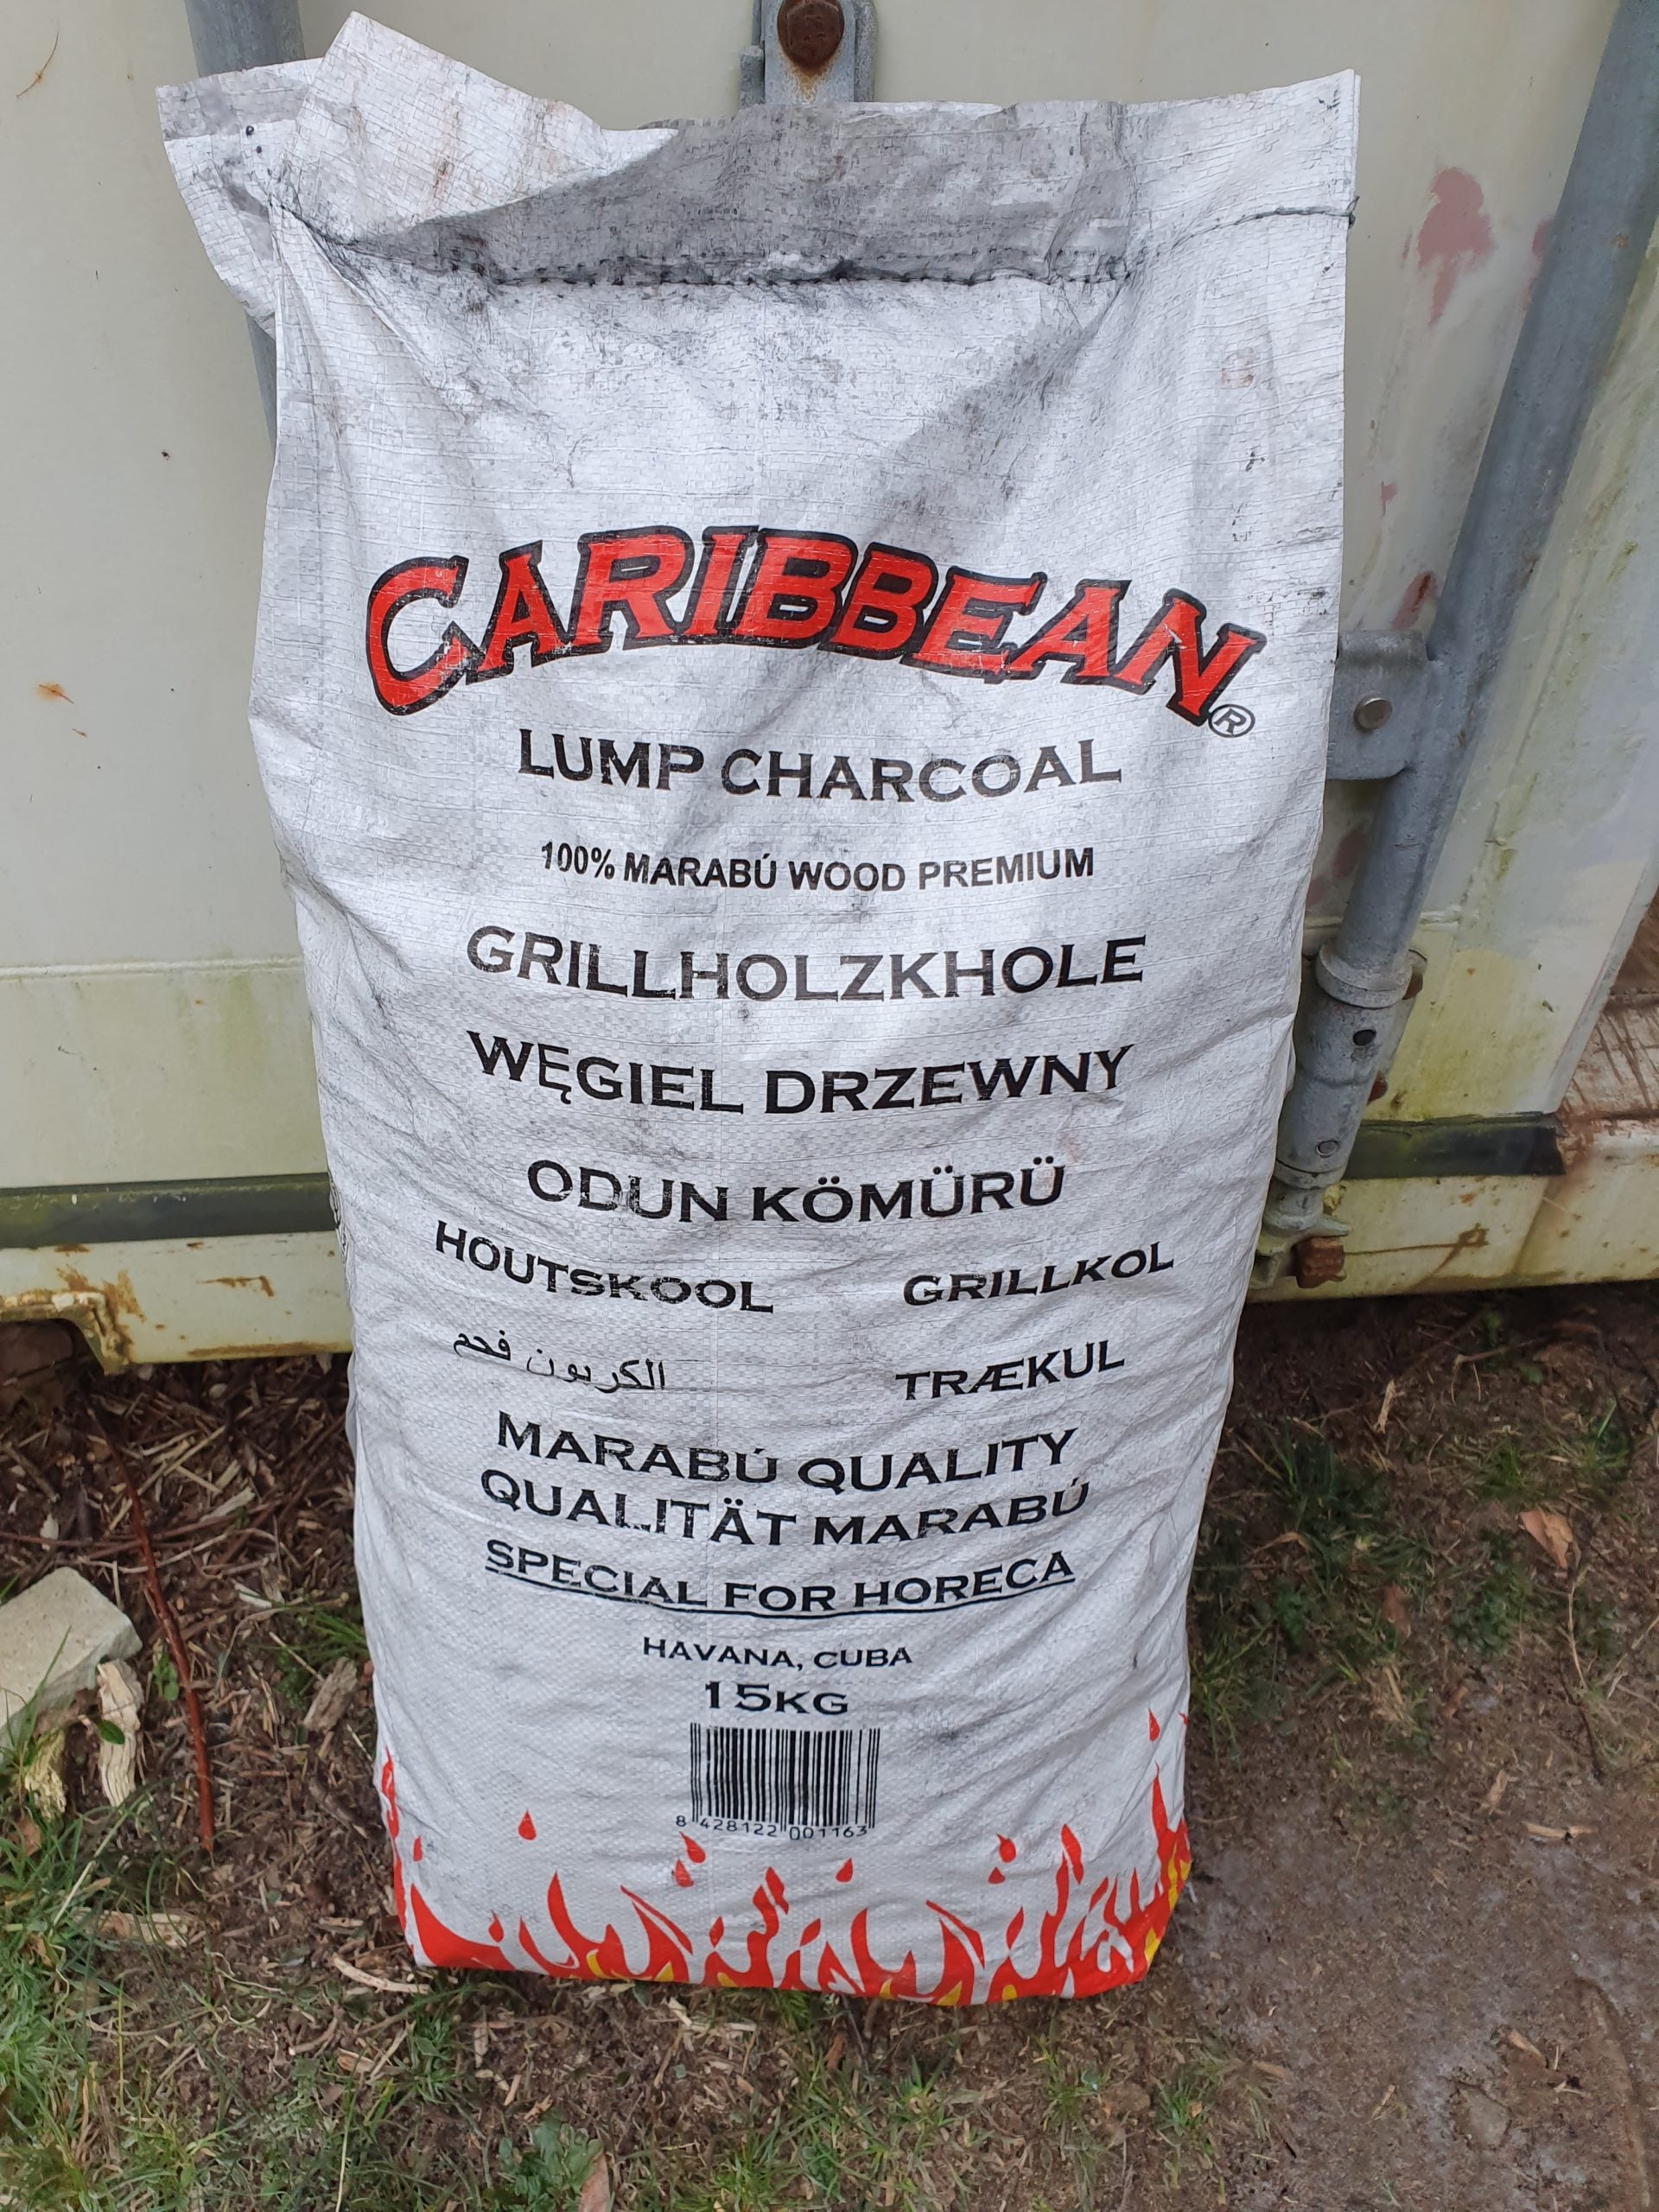 CARIBBEAN®
LUMP CHARCOAL
100% MARABÚ WOOD PREMIUM
GRILLHOLZKHOLE
WĘGIEL DRZEWNY
ODUN KÖMÜRÜ
HOUTSKOOL GRILLKOL
الكربون فحم TRÆKUL
MARABÚ QUALITY
QUALITÄT MARABÚ
SPECIAL FOR HORECA
HAVANA, CUBA
15KG
8 428122 001163